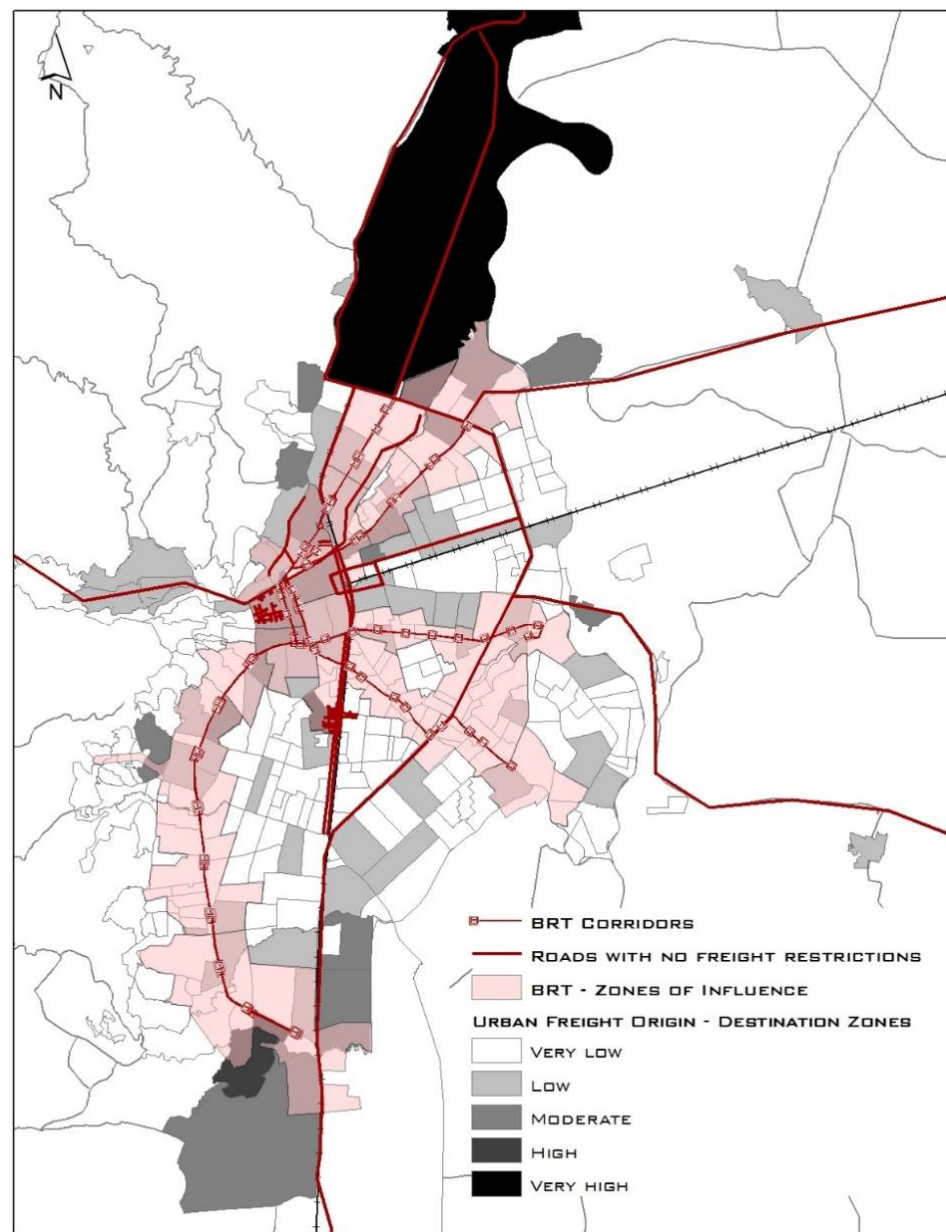 N
BRT Corridors
Roads with no freight restrictions
BRT - Zones of Influence
Urban Freight Origin - Destination Zones
Very low
Low
Moderate
High
Very high